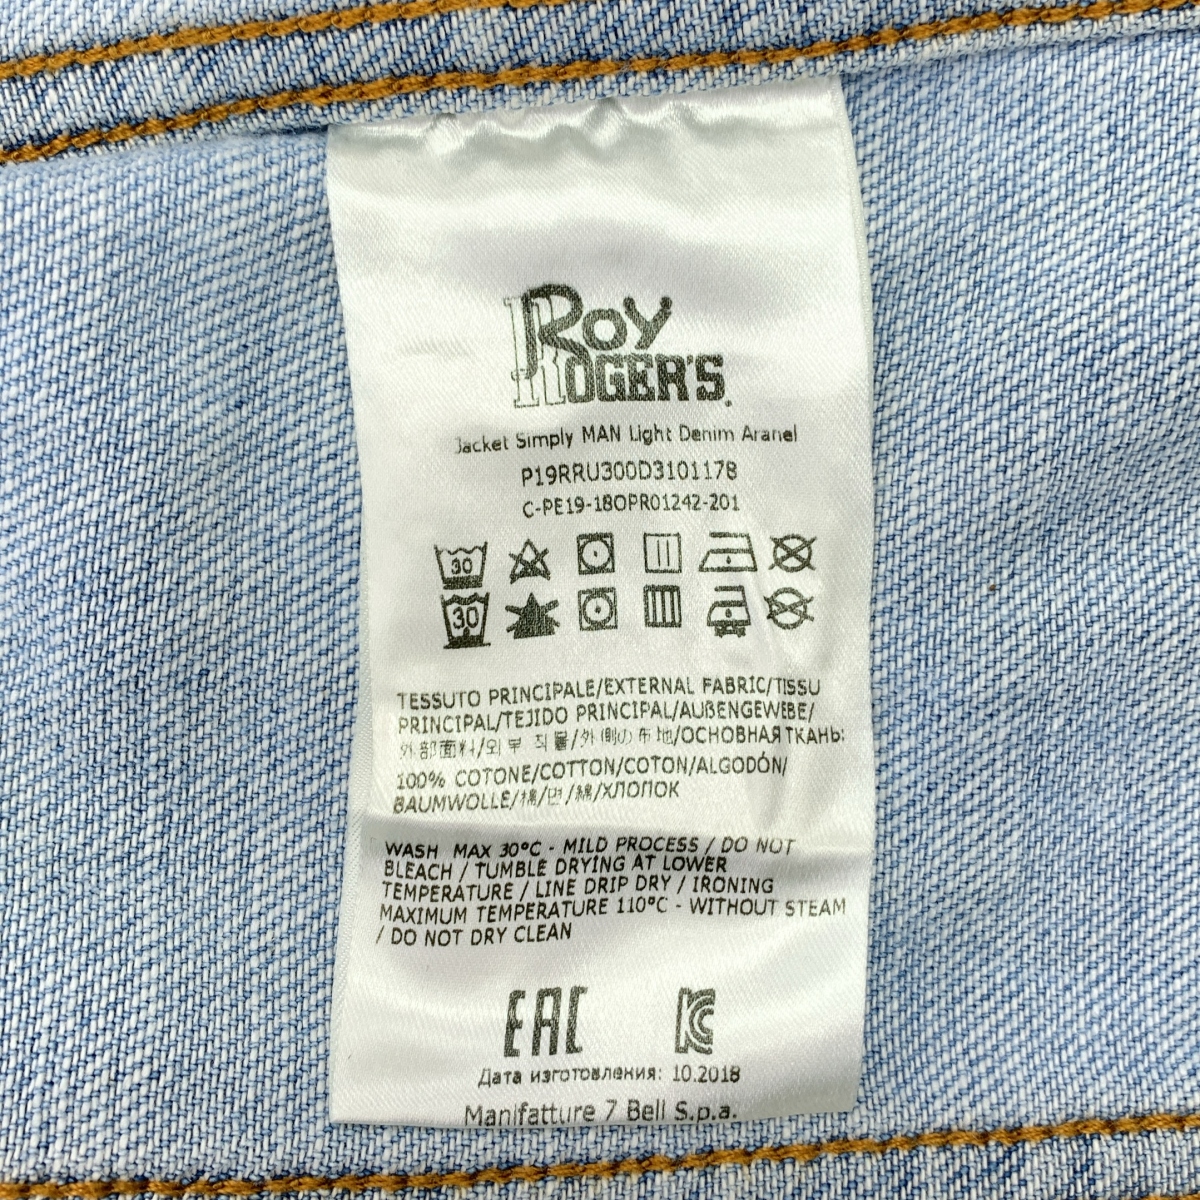 ROY
ROGER'S
Jacket Simply MAN Light Denim Aranel
P19RRU300D3101178
C-PE19-18OPR01242-201
30
30
TESSUTO PRINCIPALE/EXTERNAL FABRIC/TISSU
PRINCIPAL/TEJIDO PRINCIPAL/AUßENGEWEBE/
外部面料/외부 직물/外側の布地/ОСНОВНАЯ ТКАНЬ:
100% COTONE/COTTON/COTON/ALGODÓN/
BAUMWOLLE/棉/면/綿/ХЛОПОК
WASH MAX 30°C - MILD PROCESS / DO NOT
BLEACH / TUMBLE DRYING AT LOWER
TEMPERATURE / LINE DRIP DRY / IRONING
MAXIMUM TEMPERATURE 110°C - WITHOUT STEAM
/ DO NOT DRY CLEAN
EAC KC
Дата изготовления: 10.2018
Manifatture 7 Bell S.p.a.